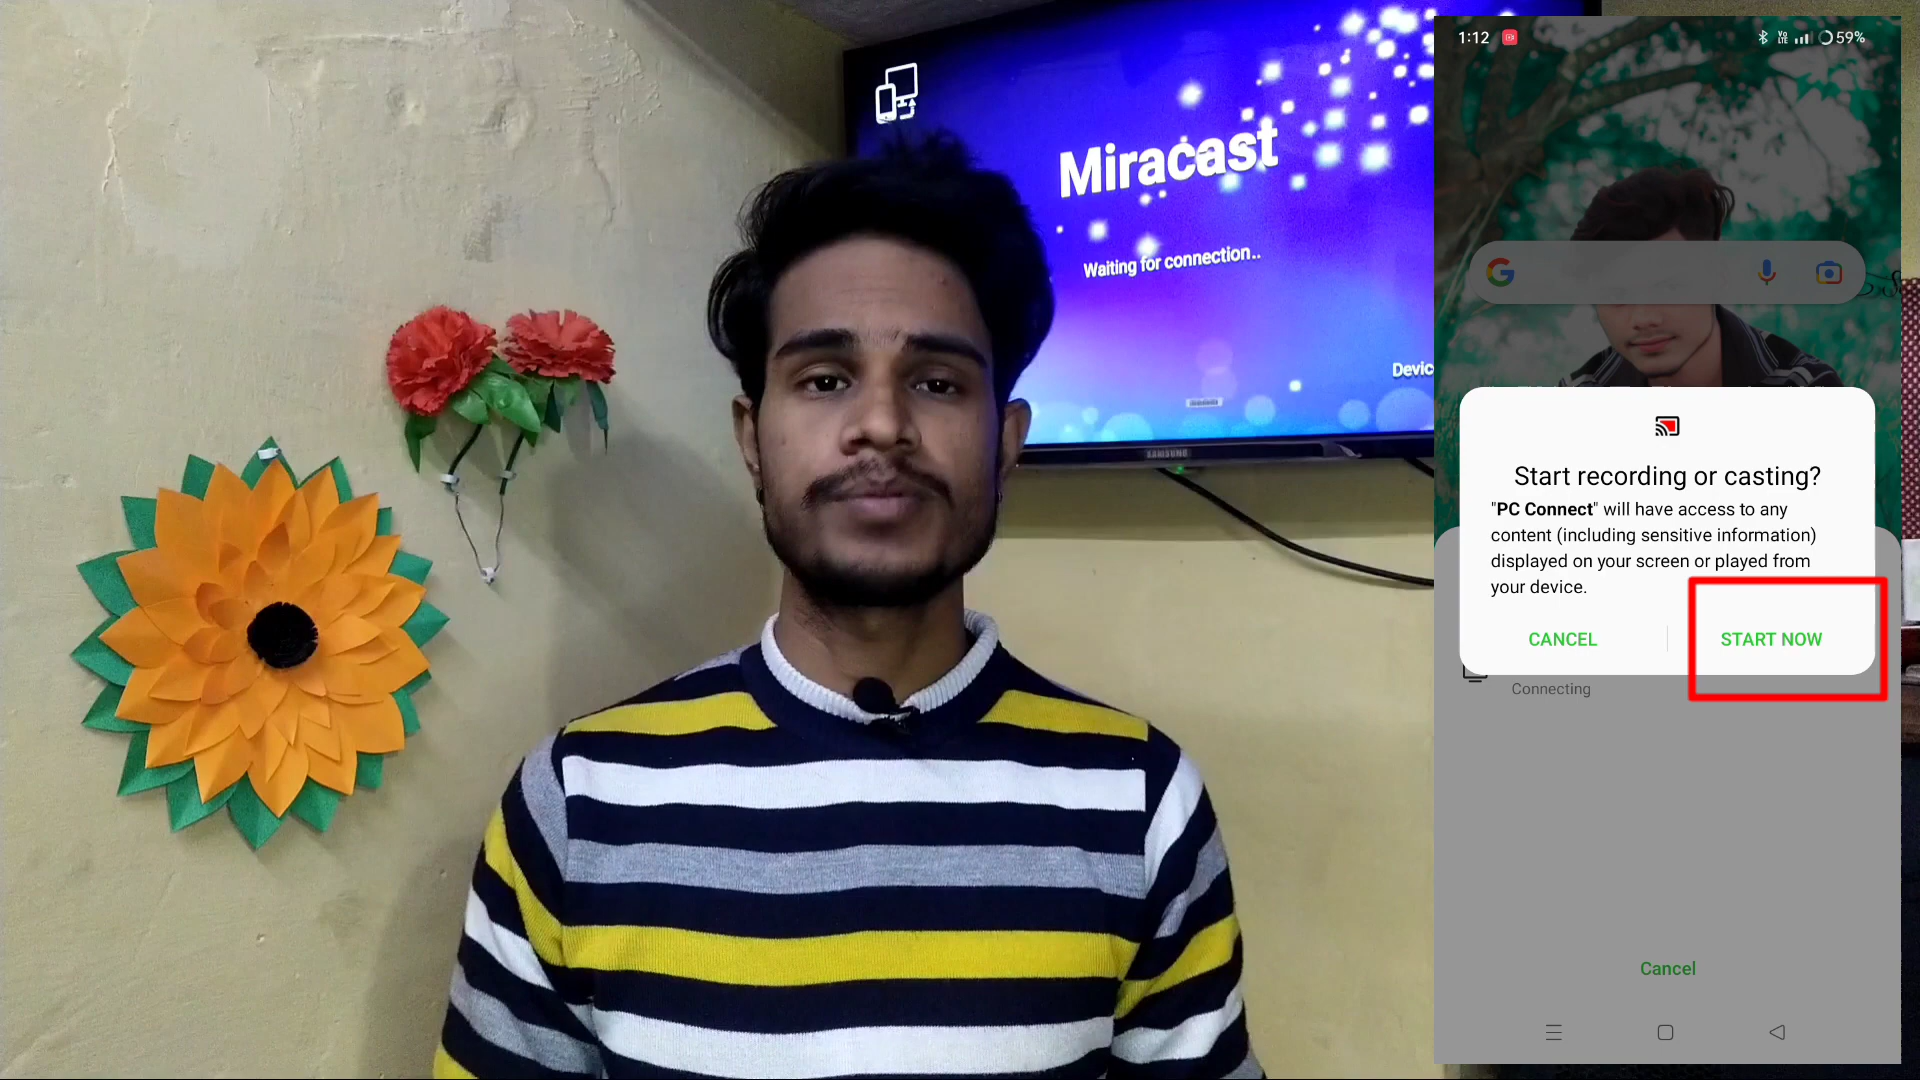 Miracast
Waiting for connection..
Devic
SAMSUNG
1:12
Vo
LTE
59%
Start recording or casting?
"PC Connect" will have access to any
content (including sensitive information)
displayed on your screen or played from
your device.
CANCEL
START NOW
Connecting
Cancel